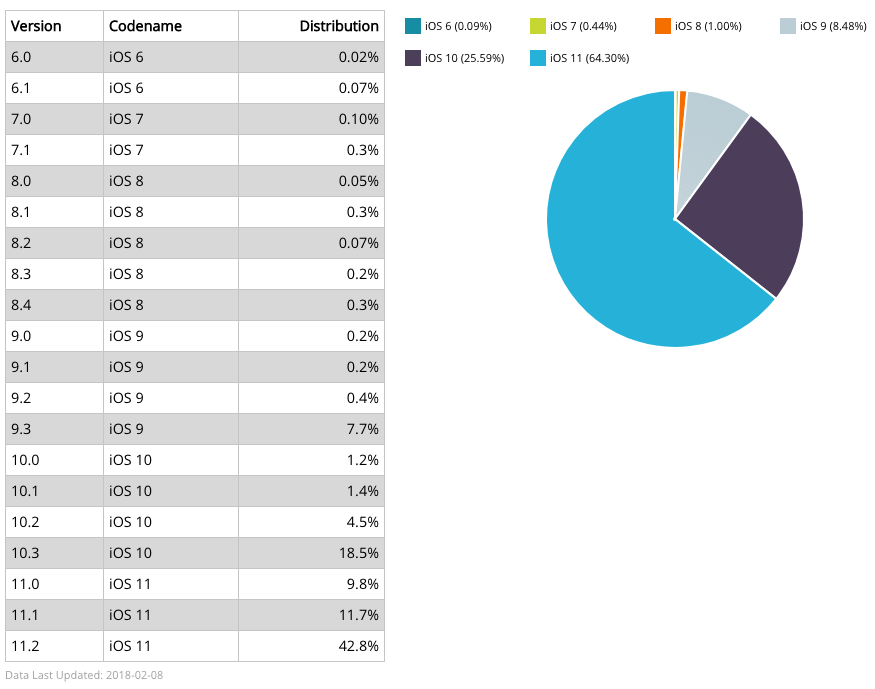 Version Codename Distribution
6.0 iOS 6 0.02%
6.1 iOS 6 0.07%
7.0 iOS 7 0.10%
7.1 iOS 7 0.3%
8.0 iOS 8 0.05%
8.1 iOS 8 0.3%
8.2 iOS 8 0.07%
8.3 iOS 8 0.2%
8.4 iOS 8 0.3%
9.0 iOS 9 0.2%
9.1 iOS 9 0.2%
9.2 iOS 9 0.4%
9.3 iOS 9 7.7%
10.0 iOS 10 1.2%
10.1 iOS 10 1.4%
10.2 iOS 10 4.5%
10.3 iOS 10 18.5%
11.0 iOS 11 9.8%
11.1 iOS 11 11.7%
11.2 iOS 11 42.8%
Data Last Updated: 2018-02-08
iOS 6 (0.09%) iOS 7 (0.44%) iOS 8 (1.00%) iOS 9 (8.48%)
iOS 10 (25.59%) iOS 11 (64.30%)